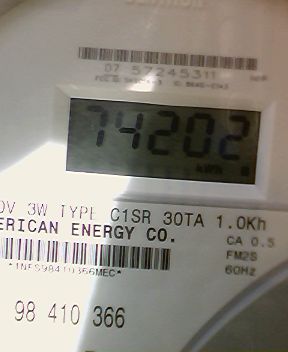 07 57245311
74202
kWh
0V 3W TYPE C1SR 30TA 1.0Kh
ERICAN ENERGY CO.
CA 0.5
FM2S
60Hz
98 410 366